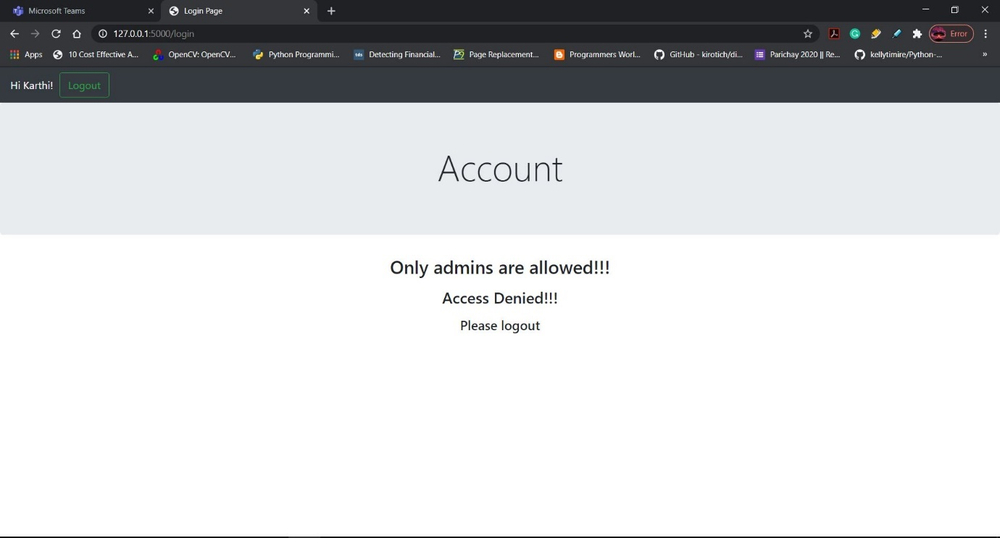 Microsoft Teams
Login Page
127.0.0.1:5000/login
Error
Apps
10 Cost Effective A...
OpenCV: OpenCV...
Python Programmi...
tds
Detecting Financial...
Page Replacement...
Programmers Worl...
GitHub - kirotich/di...
Parichay 2020 || Re...
kellytimire/Python-...
»
Hi Karthi! Logout
Account
Only admins are allowed!!!
Access Denied!!!
Please logout